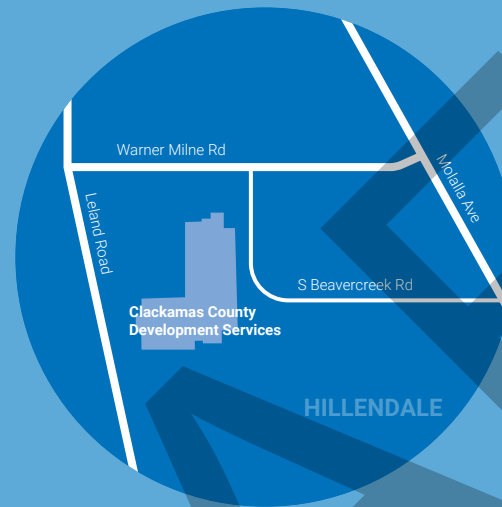 Warner Milne Rd
Molalla Ave
Leland Road
S Beavercreek Rd
Clackamas County
Development Services
HILLENDALE